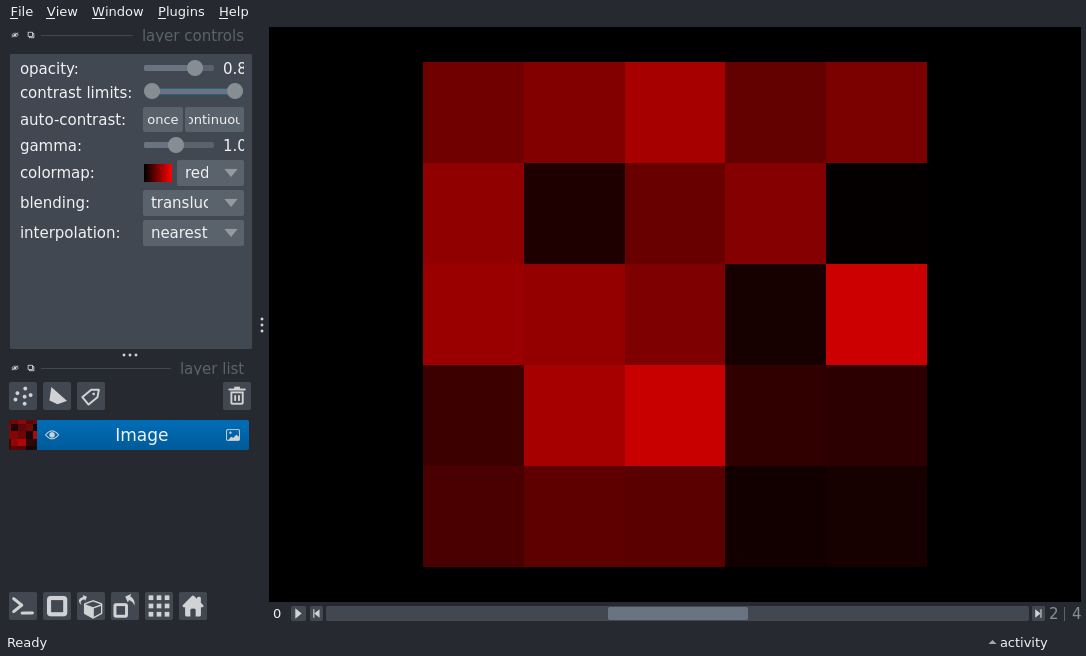 File View Window Plugins Help
layer controls
opacity: 0.8
contrast limits:
auto-contrast: once ontinuou
gamma: 1.0
colormap: red
blending: transluc
interpolation: nearest
layer list
Image
0 2 | 4
Ready activity